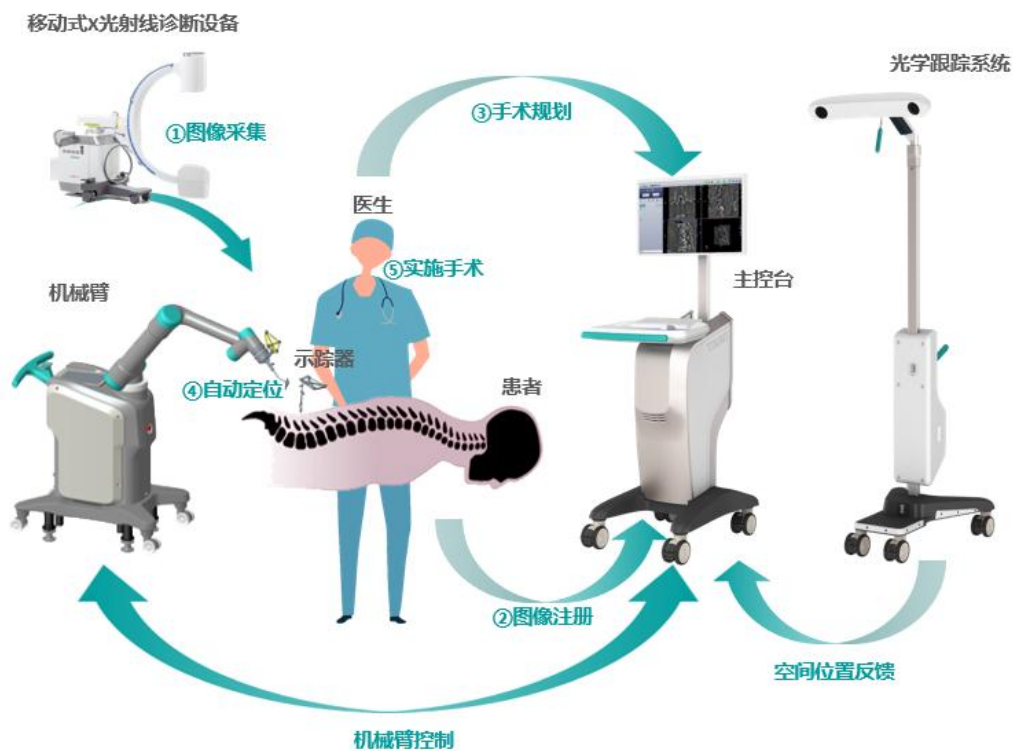 移动式X光射线诊断设备
光学跟踪系统
③手术规划
①图像采集
医生
⑤实施手术
主控台
机械臂
示踪器
④自动定位
患者
②图像注册
空间位置反馈
机械臂控制